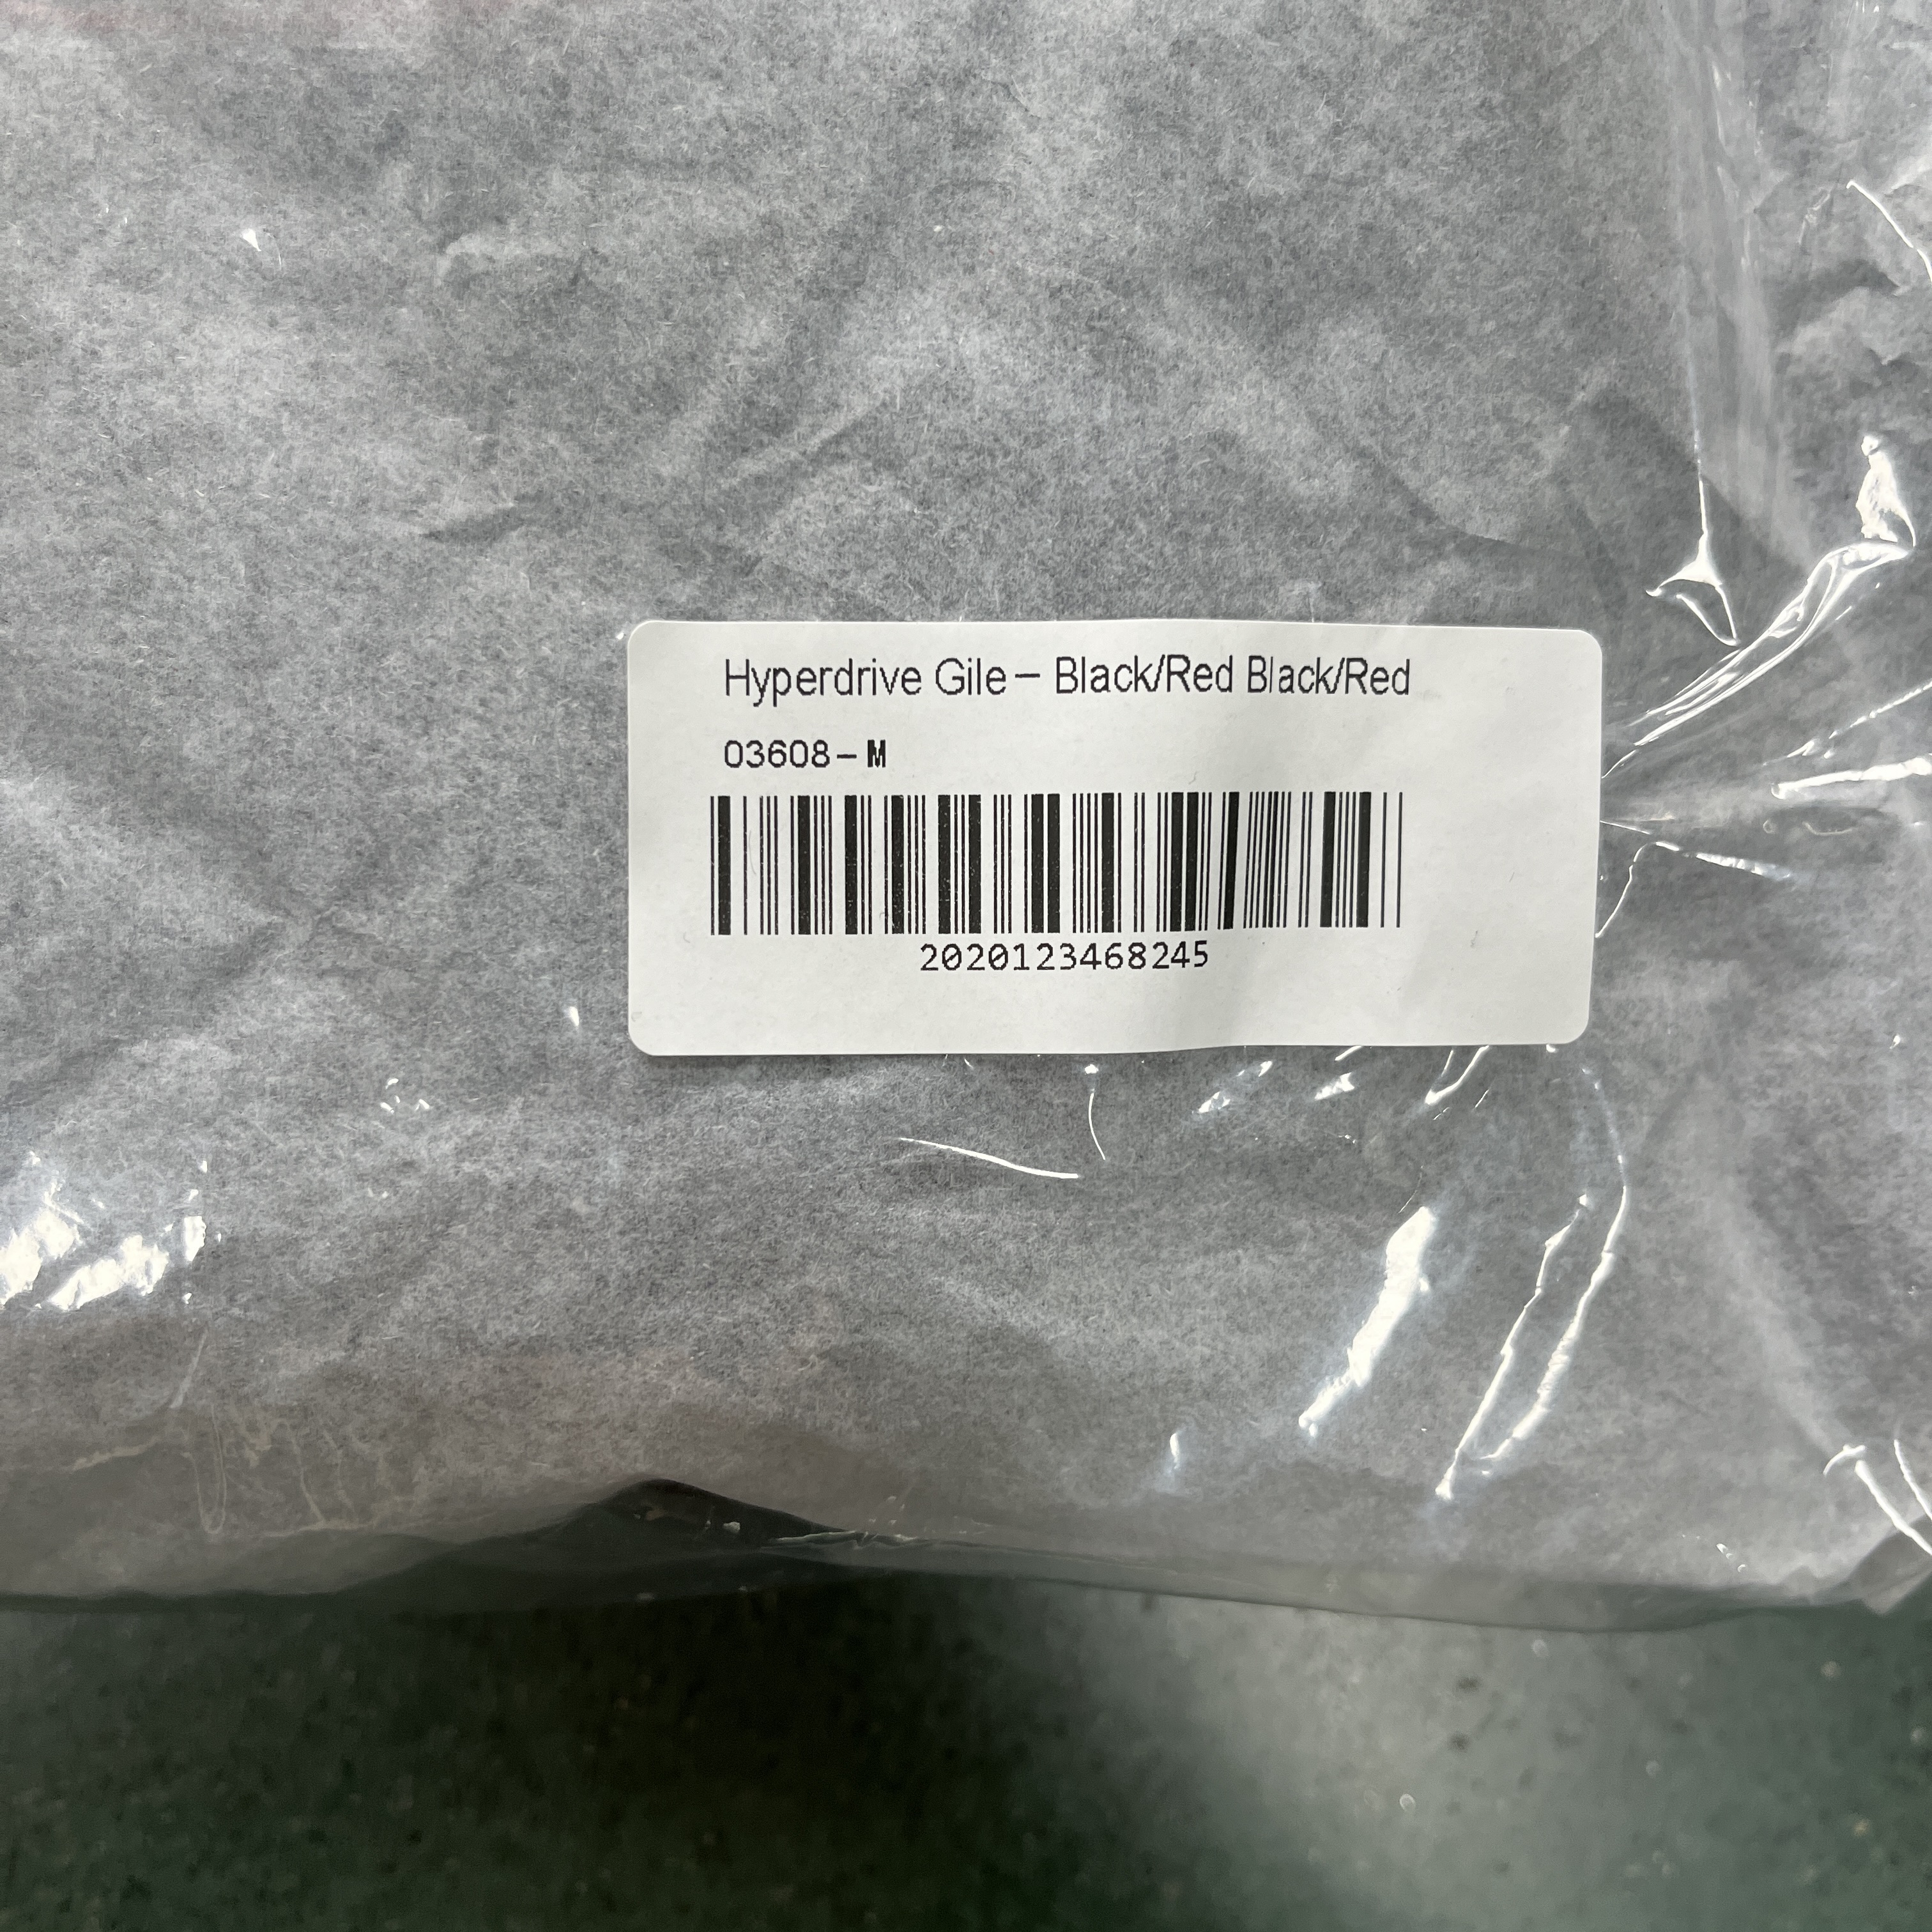 Hyperdrive Gile – Black/Red Black/Red
03608 – M
2020123468245